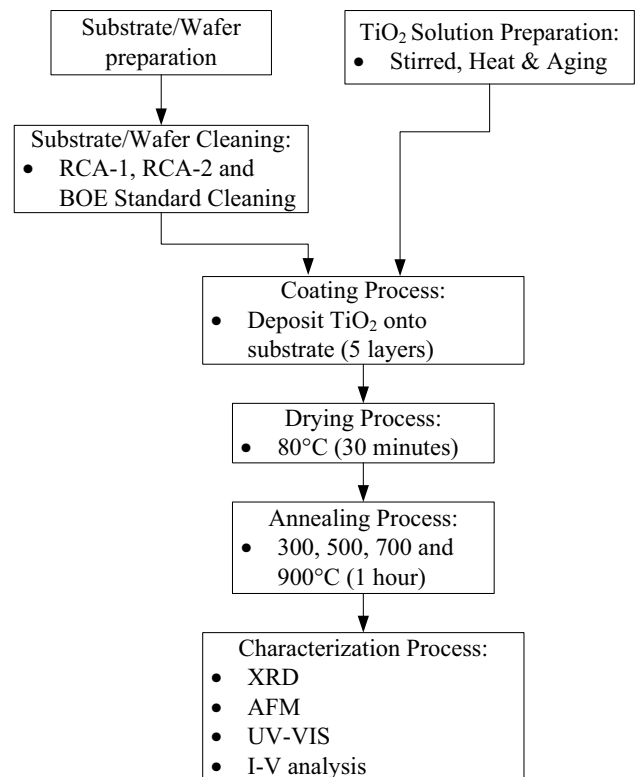 Substrate/Wafer
preparation
TiO₂ Solution Preparation:
• Stirred, Heat & Aging
Substrate/Wafer Cleaning:
• RCA-1, RCA-2 and
BOE Standard Cleaning
Coating Process:
• Deposit TiO₂ onto
substrate (5 layers)
Drying Process:
• 80°C (30 minutes)
Annealing Process:
• 300, 500, 700 and
900°C (1 hour)
Characterization Process:
• XRD
• AFM
• UV-VIS
• I-V analysis